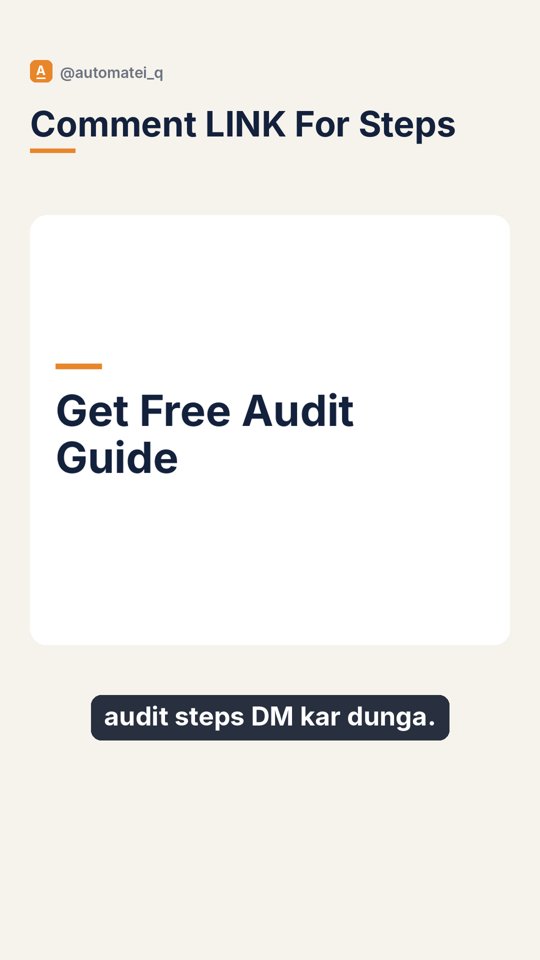 A @automatei_q
Comment LINK For Steps
Get Free Audit
Guide
audit steps DM kar dunga.